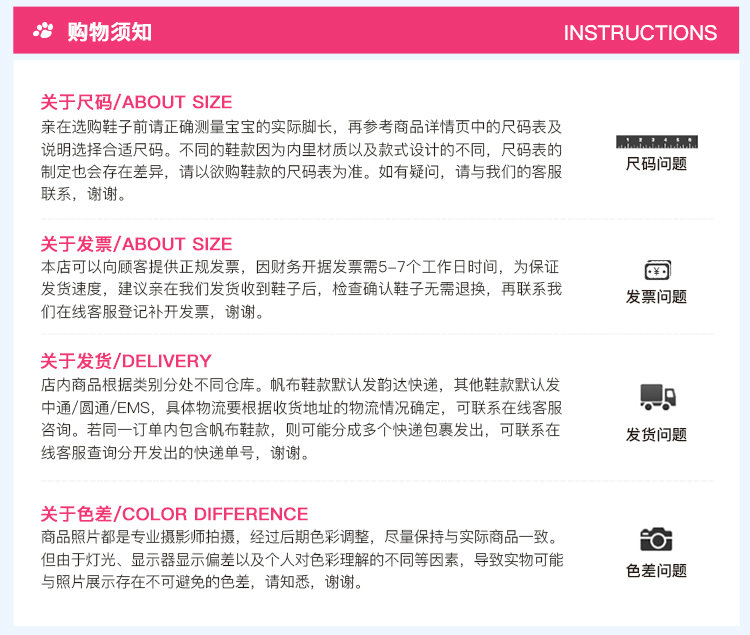 购物须知
INSTRUCTIONS
关于尺码/ABOUT SIZE
亲在选购鞋子前请正确测量宝宝的实际脚长，再参考商品详情页中的尺码表及
说明选择合适尺码。不同的鞋款因为内里材质以及款式设计的不同，尺码表的
制定也会存在差异，请以欲购鞋款的尺码表为准。如有疑问，请与我们的客服
联系，谢谢。
1 2 3 4 5 6
尺码问题
关于发票/ABOUT SIZE
本店可以向顾客提供正规发票，因财务开据发票需5-7个工作日时间，为保证
发货速度，建议亲在我们发货收到鞋子后，检查确认鞋子无需退换，再联系我
们在线客服登记补开发票，谢谢。
¥
发票问题
关于发货/DELIVERY
店内商品根据类别分处不同仓库。帆布鞋款默认发韵达快递，其他鞋款默认发
中通/圆通/EMS，具体物流要根据收货地址的物流情况确定，可联系在线客服
咨询。若同一订单内包含帆布鞋款，则可能分成多个快递包裹发出，可联系在
线客服查询分开发出的快递单号，谢谢。
发货问题
关于色差/COLOR DIFFERENCE
商品照片都是专业摄影师拍摄，经过后期色彩调整，尽量保持与实际商品一致。
但由于灯光、显示器显示偏差以及个人对色彩理解的不同等因素，导致实物可能
与照片展示存在不可避免的色差，请知悉，谢谢。
色差问题